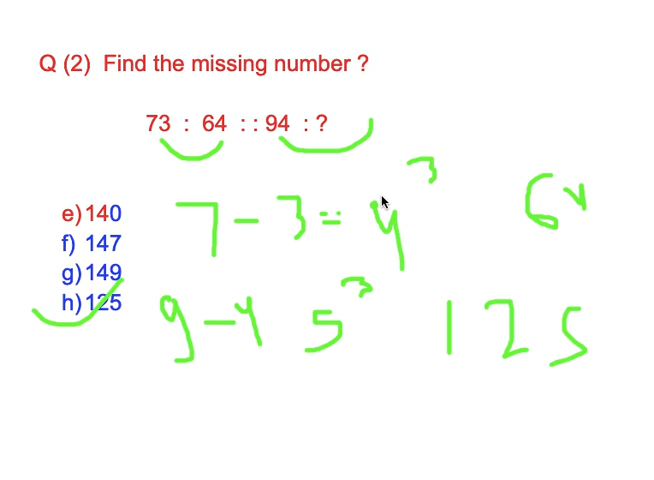 Q (2) Find the missing number ?
73 : 64 : : 94 : ?
e) 140
f) 147
g) 149
h) 125
7 - 3 = 4³ 64
9 - 4 5³ 125